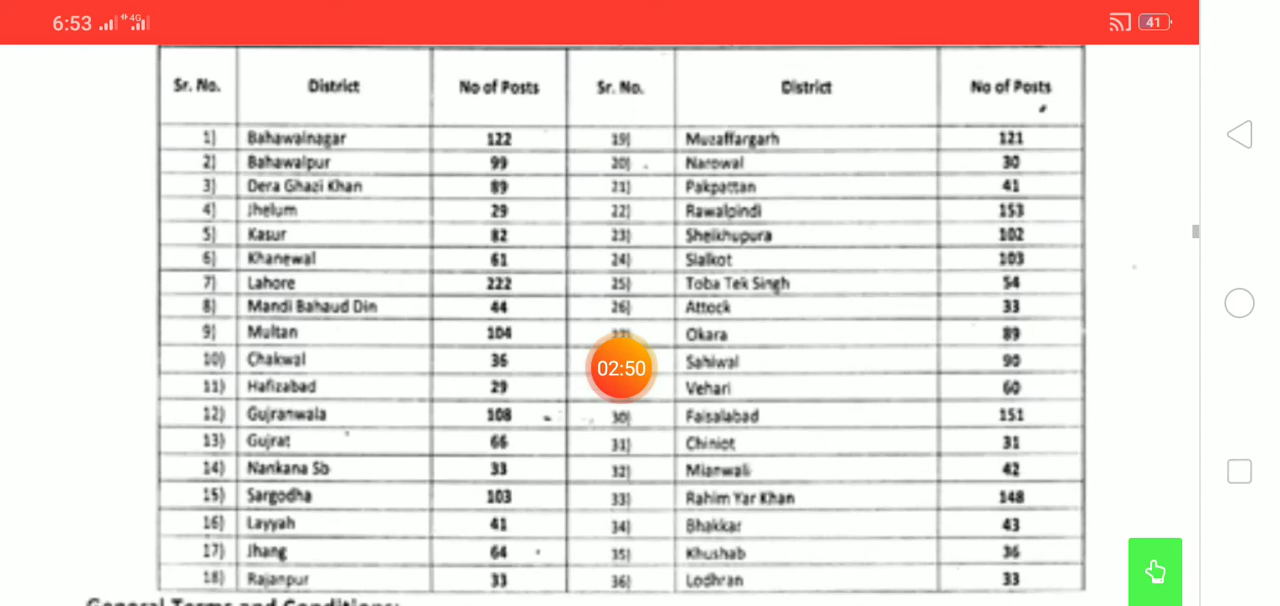 6:53 4G 41
Sr. No. District No of Posts Sr. No. District No of Posts
1) Bahawalnagar 122 19) Muzaffargarh 121
2) Bahawalpur 99 20) Narowal 30
3) Dera Ghazi Khan 89 21) Pakpattan 41
4) Jhelum 29 22) Rawalpindi 153
5) Kasur 82 23) Sheikhupura 102
6) Khanewal 61 24) Sialkot 103
7) Lahore 222 25) Toba Tek Singh 54
8) Mandi Bahaud Din 44 26) Attock 33
9) Multan 104 Okara 89
10) Chakwal 36 02:50 Sahiwal 90
11) Hafizabad 29 Vehari 60
12) Gujranwala 108 30) Faisalabad 151
13) Gujrat 66 31) Chiniot 31
14) Nankana Sb 33 32) Mianwali 42
15) Sargodha 103 33) Rahim Yar Khan 148
16) Layyah 41 34) Bhakkar 43
17) Jhang 64 35) Khushab 36
18) Rajanpur 33 36) Lodhran 33
General Terms and Conditions: